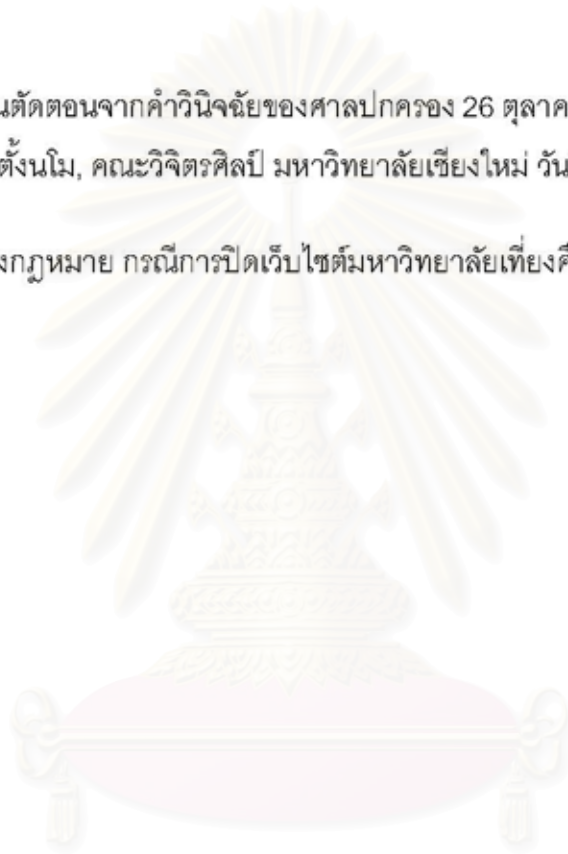 นตัดตอนจากคำวินิจฉัยของศาลปกครอง 26 ตุลาค
ตั้งนโม, คณะวิจิตรศิลป์ มหาวิทยาลัยเชียงใหม่ วัน
งกฎหมาย กรณีการปิดเว็บไซต์มหาวิทยาลัยเที่ยงคื